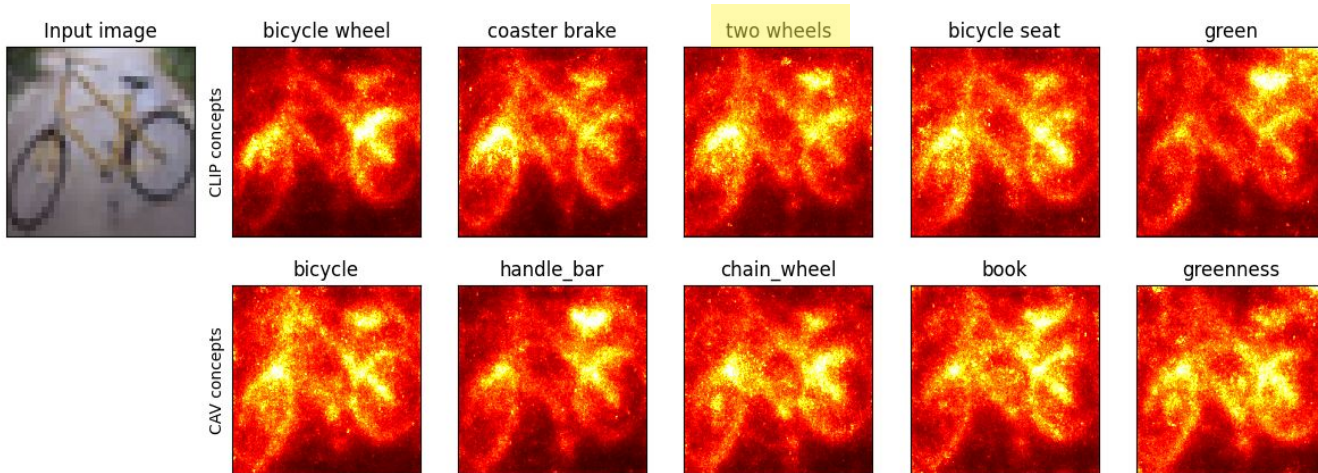 Input image
bicycle wheel
coaster brake
two wheels
bicycle seat
green
CLIP concepts
bicycle
handle_bar
chain_wheel
book
greenness
CAV concepts